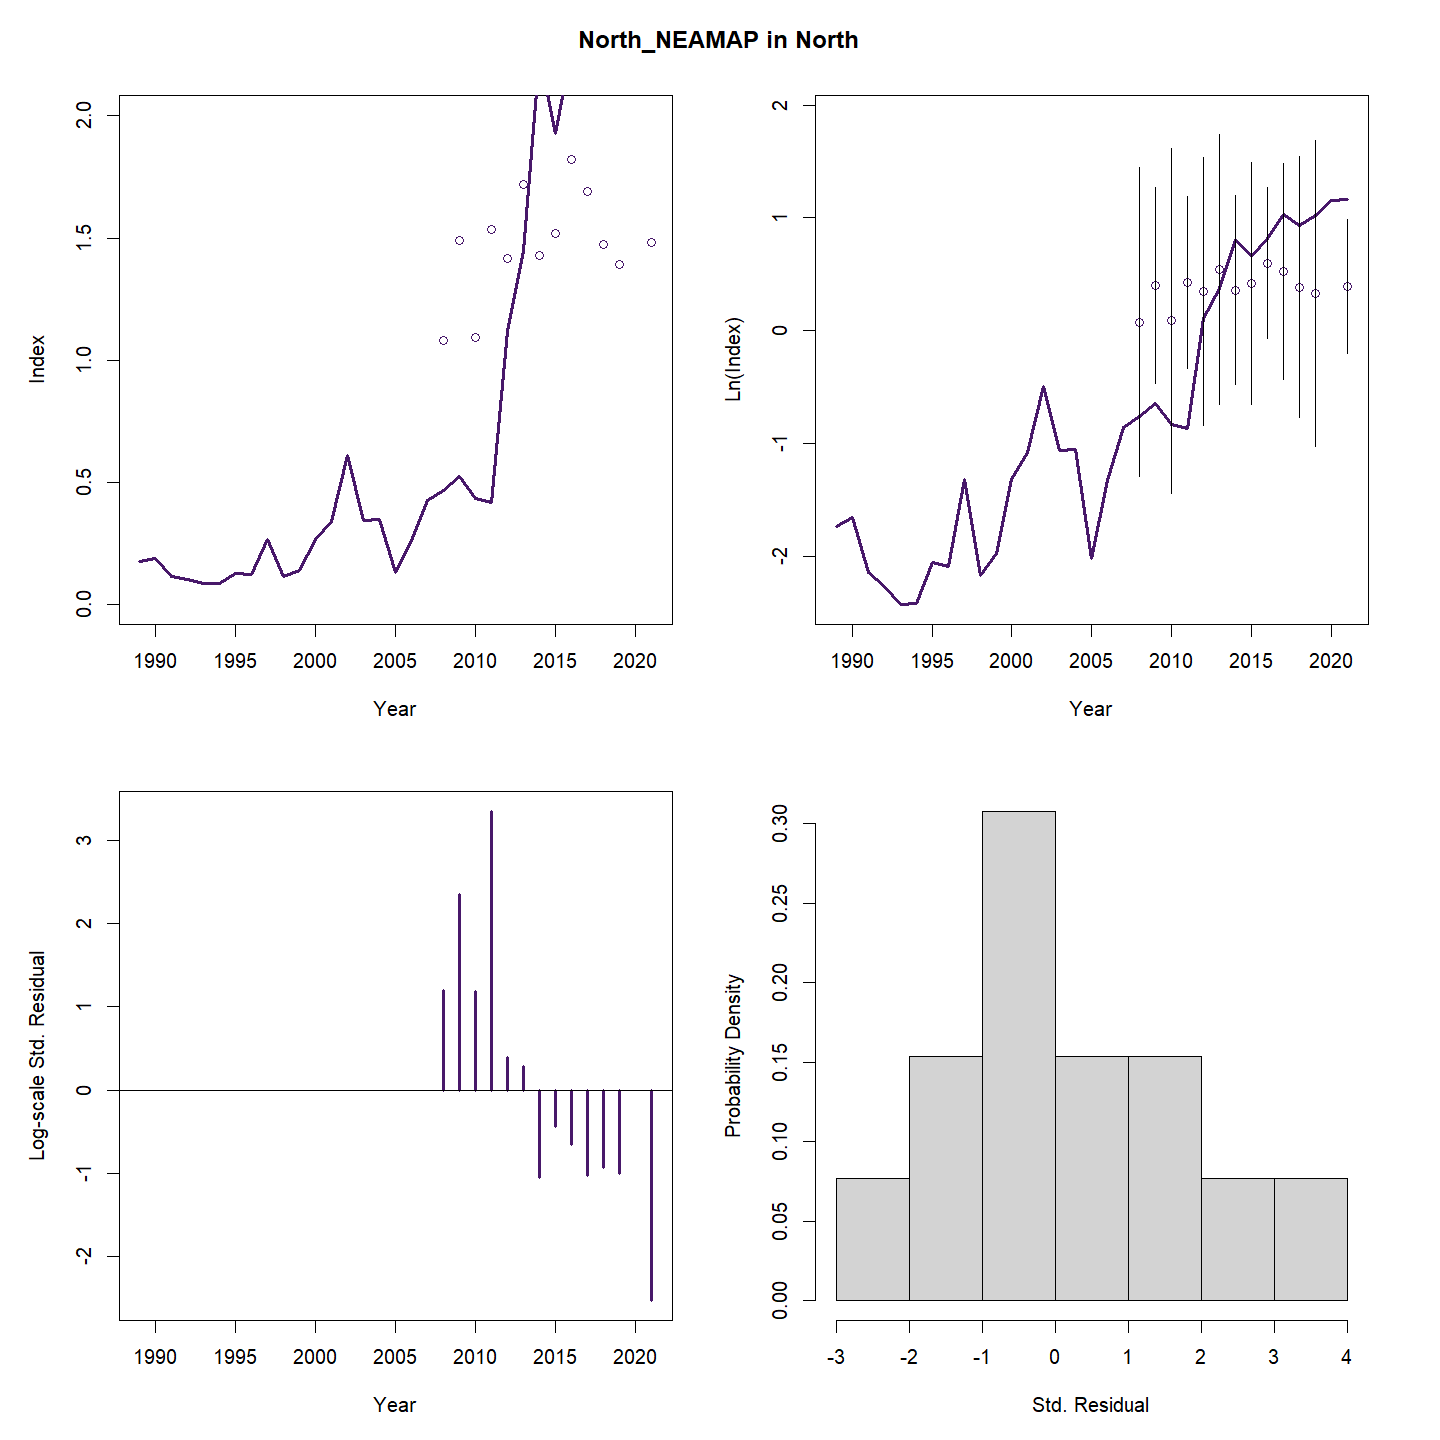 North_NEAMAP in North
Index
2.0
1.5
1.0
0.5
0.0
1990 1995 2000 2005 2010 2015 2020
Year
Ln(Index)
2
1
0
-1
-2
1990 1995 2000 2005 2010 2015 2020
Year
Log-scale Std. Residual
3
2
1
0
-1
-2
1990 1995 2000 2005 2010 2015 2020
Year
Probability Density
0.30
0.25
0.20
0.15
0.10
0.05
0.00
-3 -2 -1 0 1 2 3 4
Std. Residual